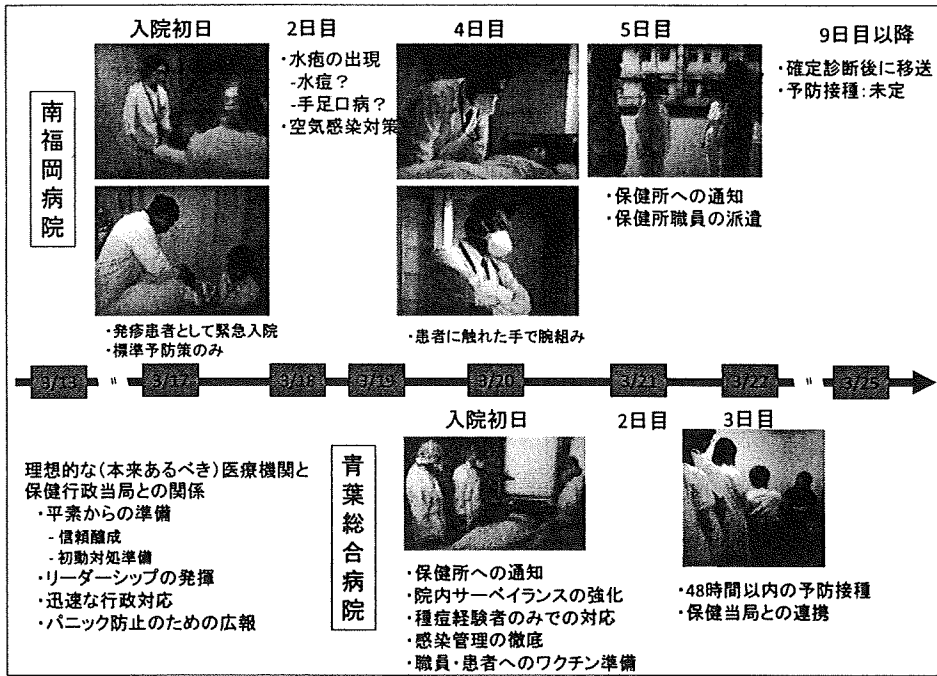 入院初日
2日目
4日目
5日目
9日目以降
南福岡病院
・水疱の出現
-水痘?
-手足口病?
・空気感染対策
・確定診断後に移送
・予防接種:未定
・保健所への通知
・保健所職員の派遣
・発疹患者として緊急入院
・標準予防策のみ
・患者に触れた手で腕組み
3/13
3/17
3/18
3/19
3/20
3/21
3/22
3/25
入院初日
2日目
3日目
理想的な(本来あるべき)医療機関と
保健行政当局との関係
・平素からの準備
- 信頼醸成
- 初動対処準備
・リーダーシップの発揮
・迅速な行政対応
・パニック防止のための広報
青葉総合病院
・保健所への通知
・院内サーベイランスの強化
・種痘経験者のみでの対応
・感染管理の徹底
・職員・患者へのワクチン準備
・48時間以内の予防接種
・保健当局との連携